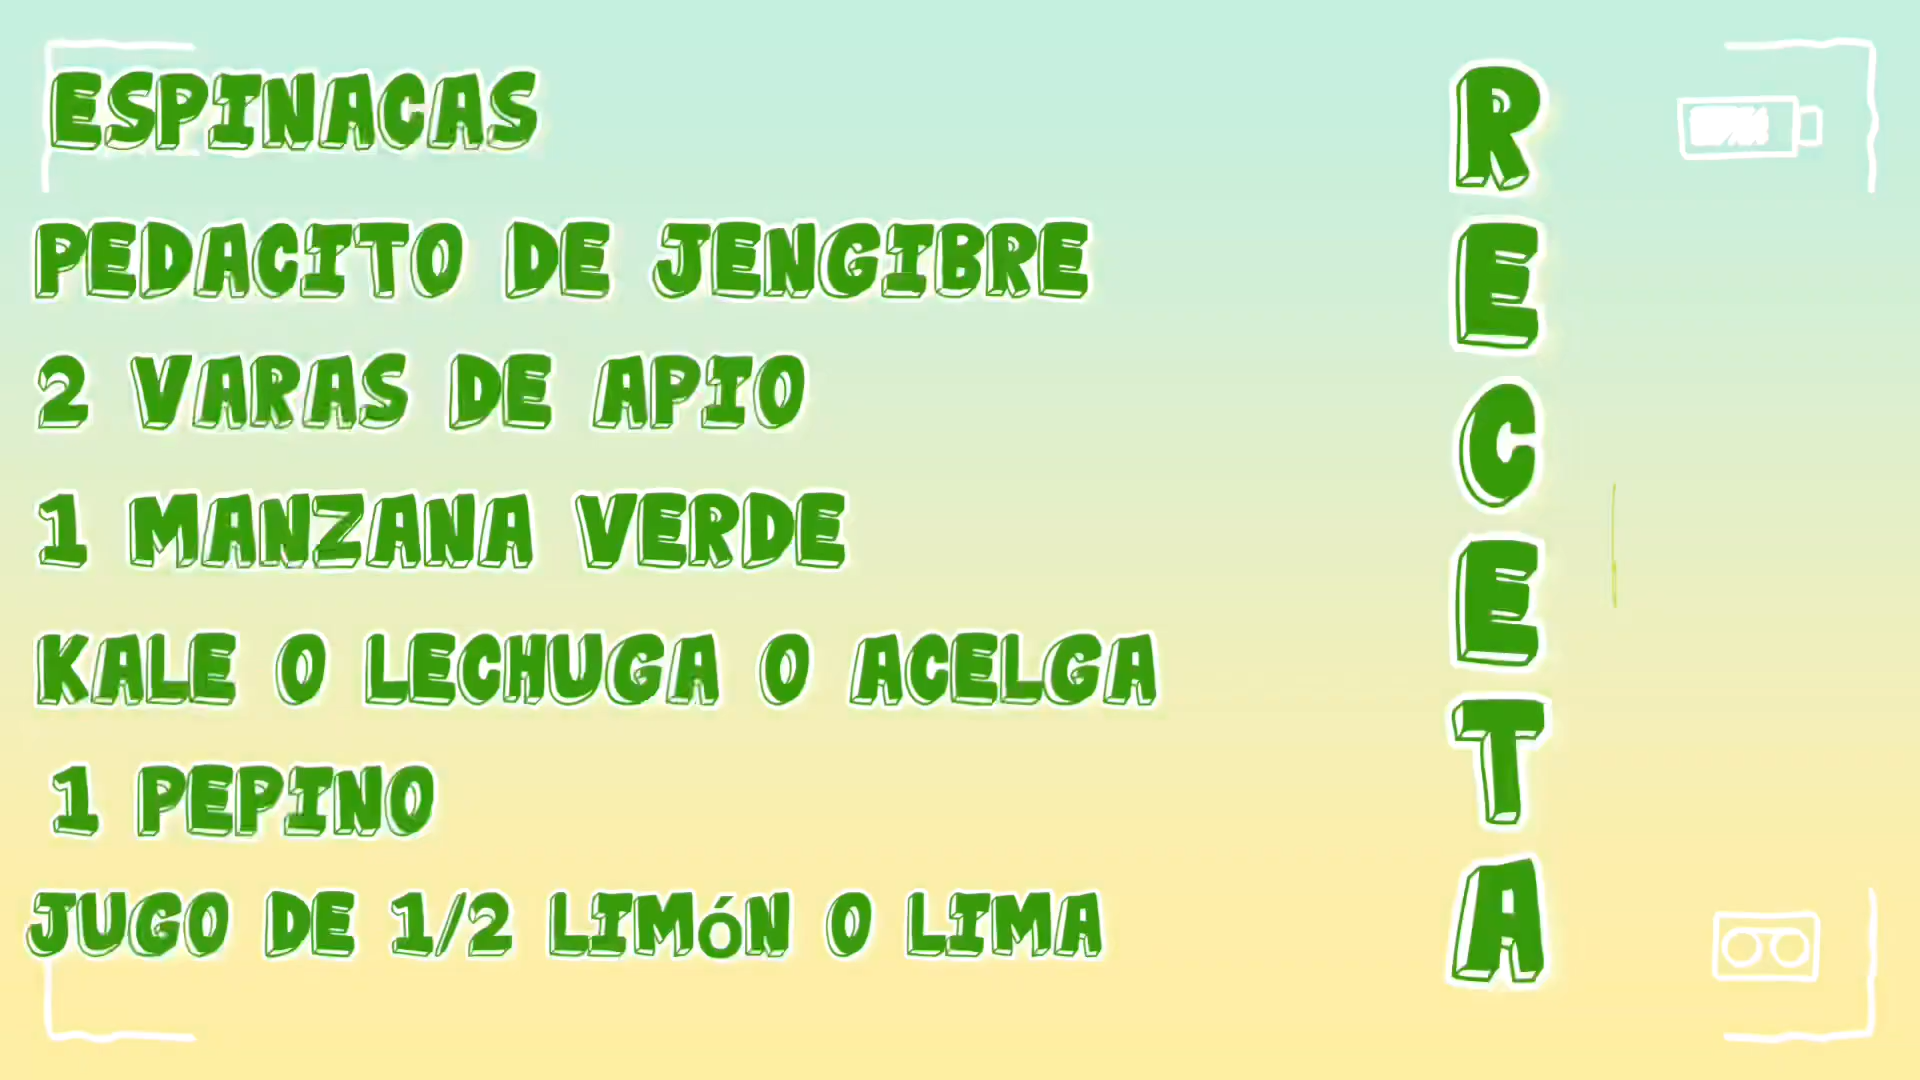 ESPINACAS
PEDACITO DE JENGIBRE
2 VARAS DE APIO
1 MANZANA VERDE
KALE O LECHUGA O ACELGA
1 PEPINO
JUGO DE 1/2 LIMÓN O LIMA
RECETA